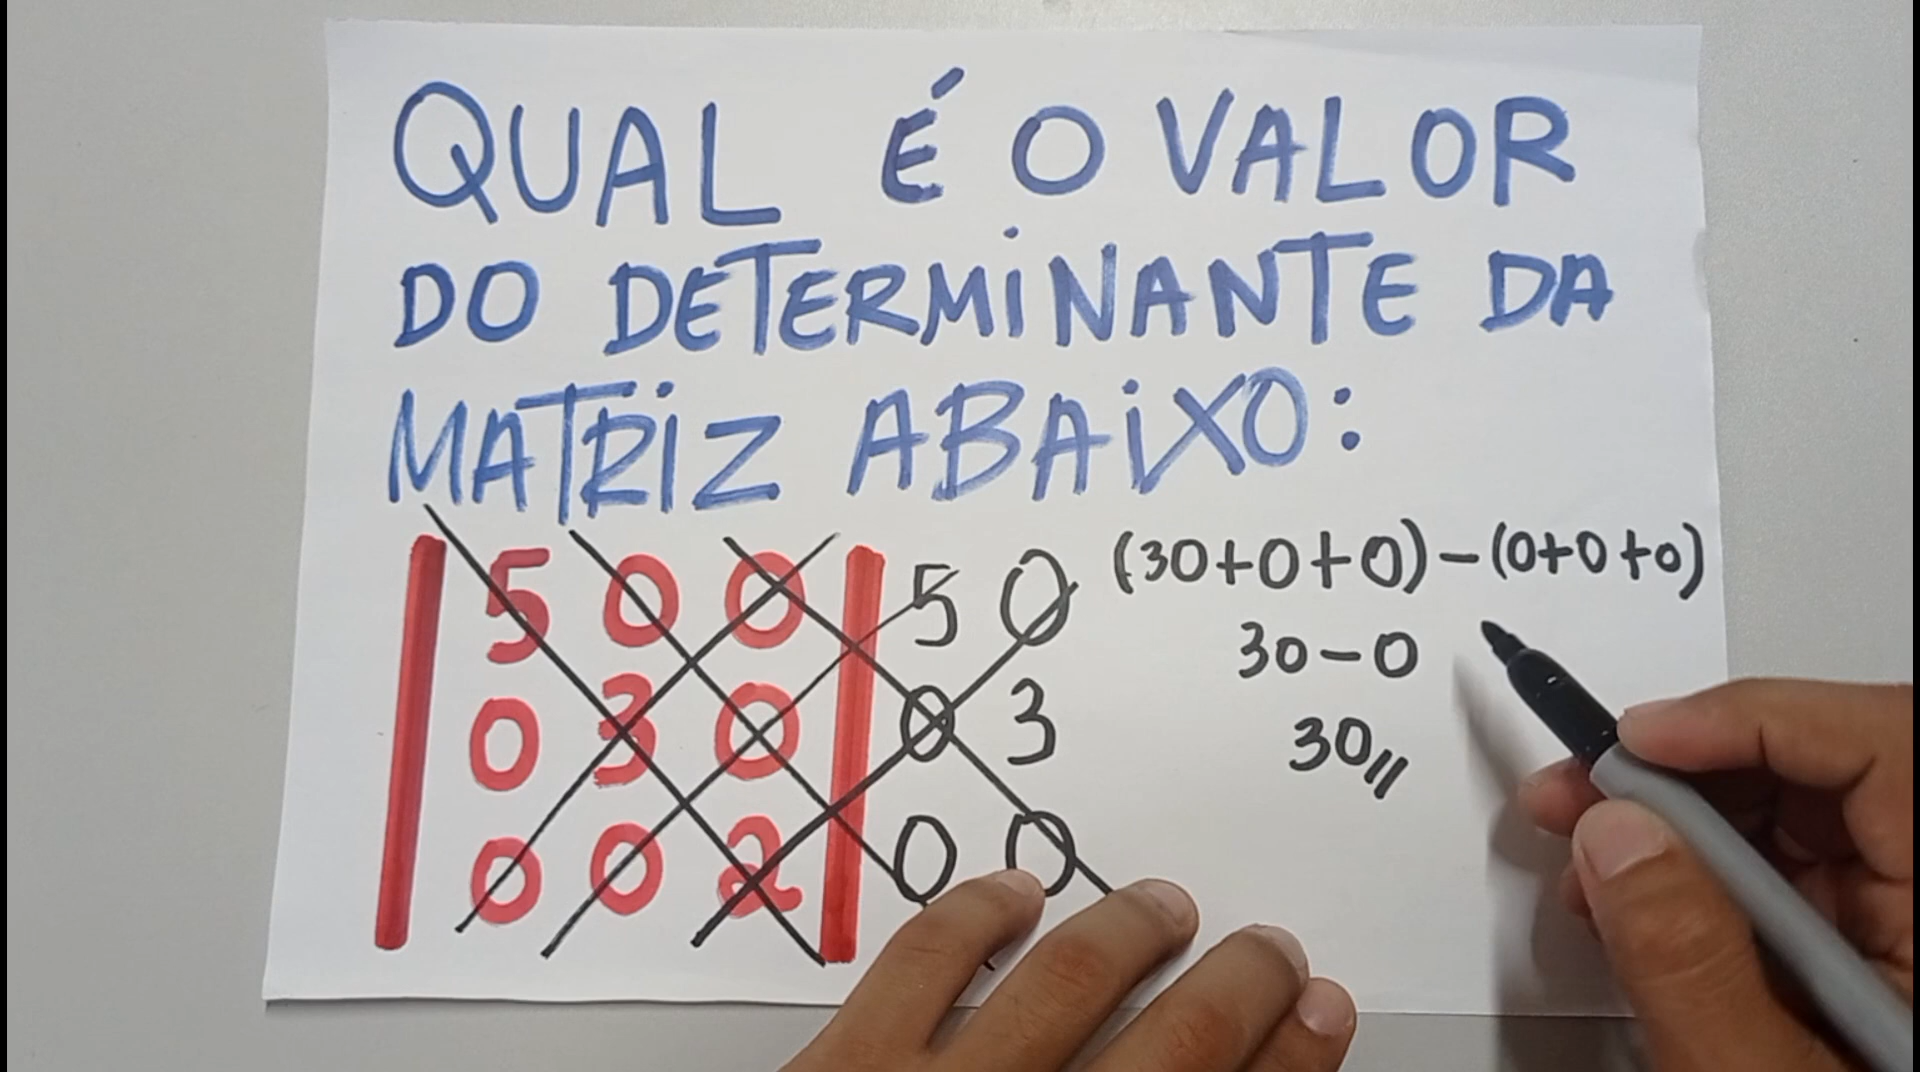 QUAL É O VALOR
DO DETERMINANTE DA
MATRIZ ABAIXO:
5 0 0 5 0
0 3 0 0 3
0 0 2 0 0
(30+0+0)-(0+0+0)
30-0
30//